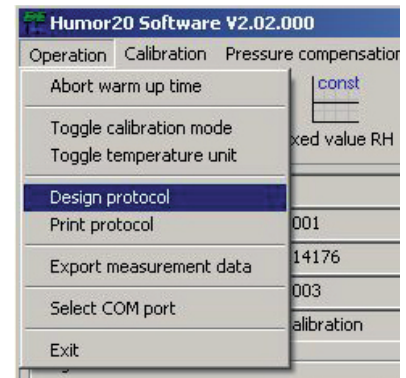 Humor20 Software V2.02.000
Operation Calibration Pressure compensation
Abort warm up time
const
Toggle calibration mode
Toggle temperature unit
xed value RH
Design protocol
Print protocol
001
Export measurement data
14176
003
Select COM port
alibration
Exit